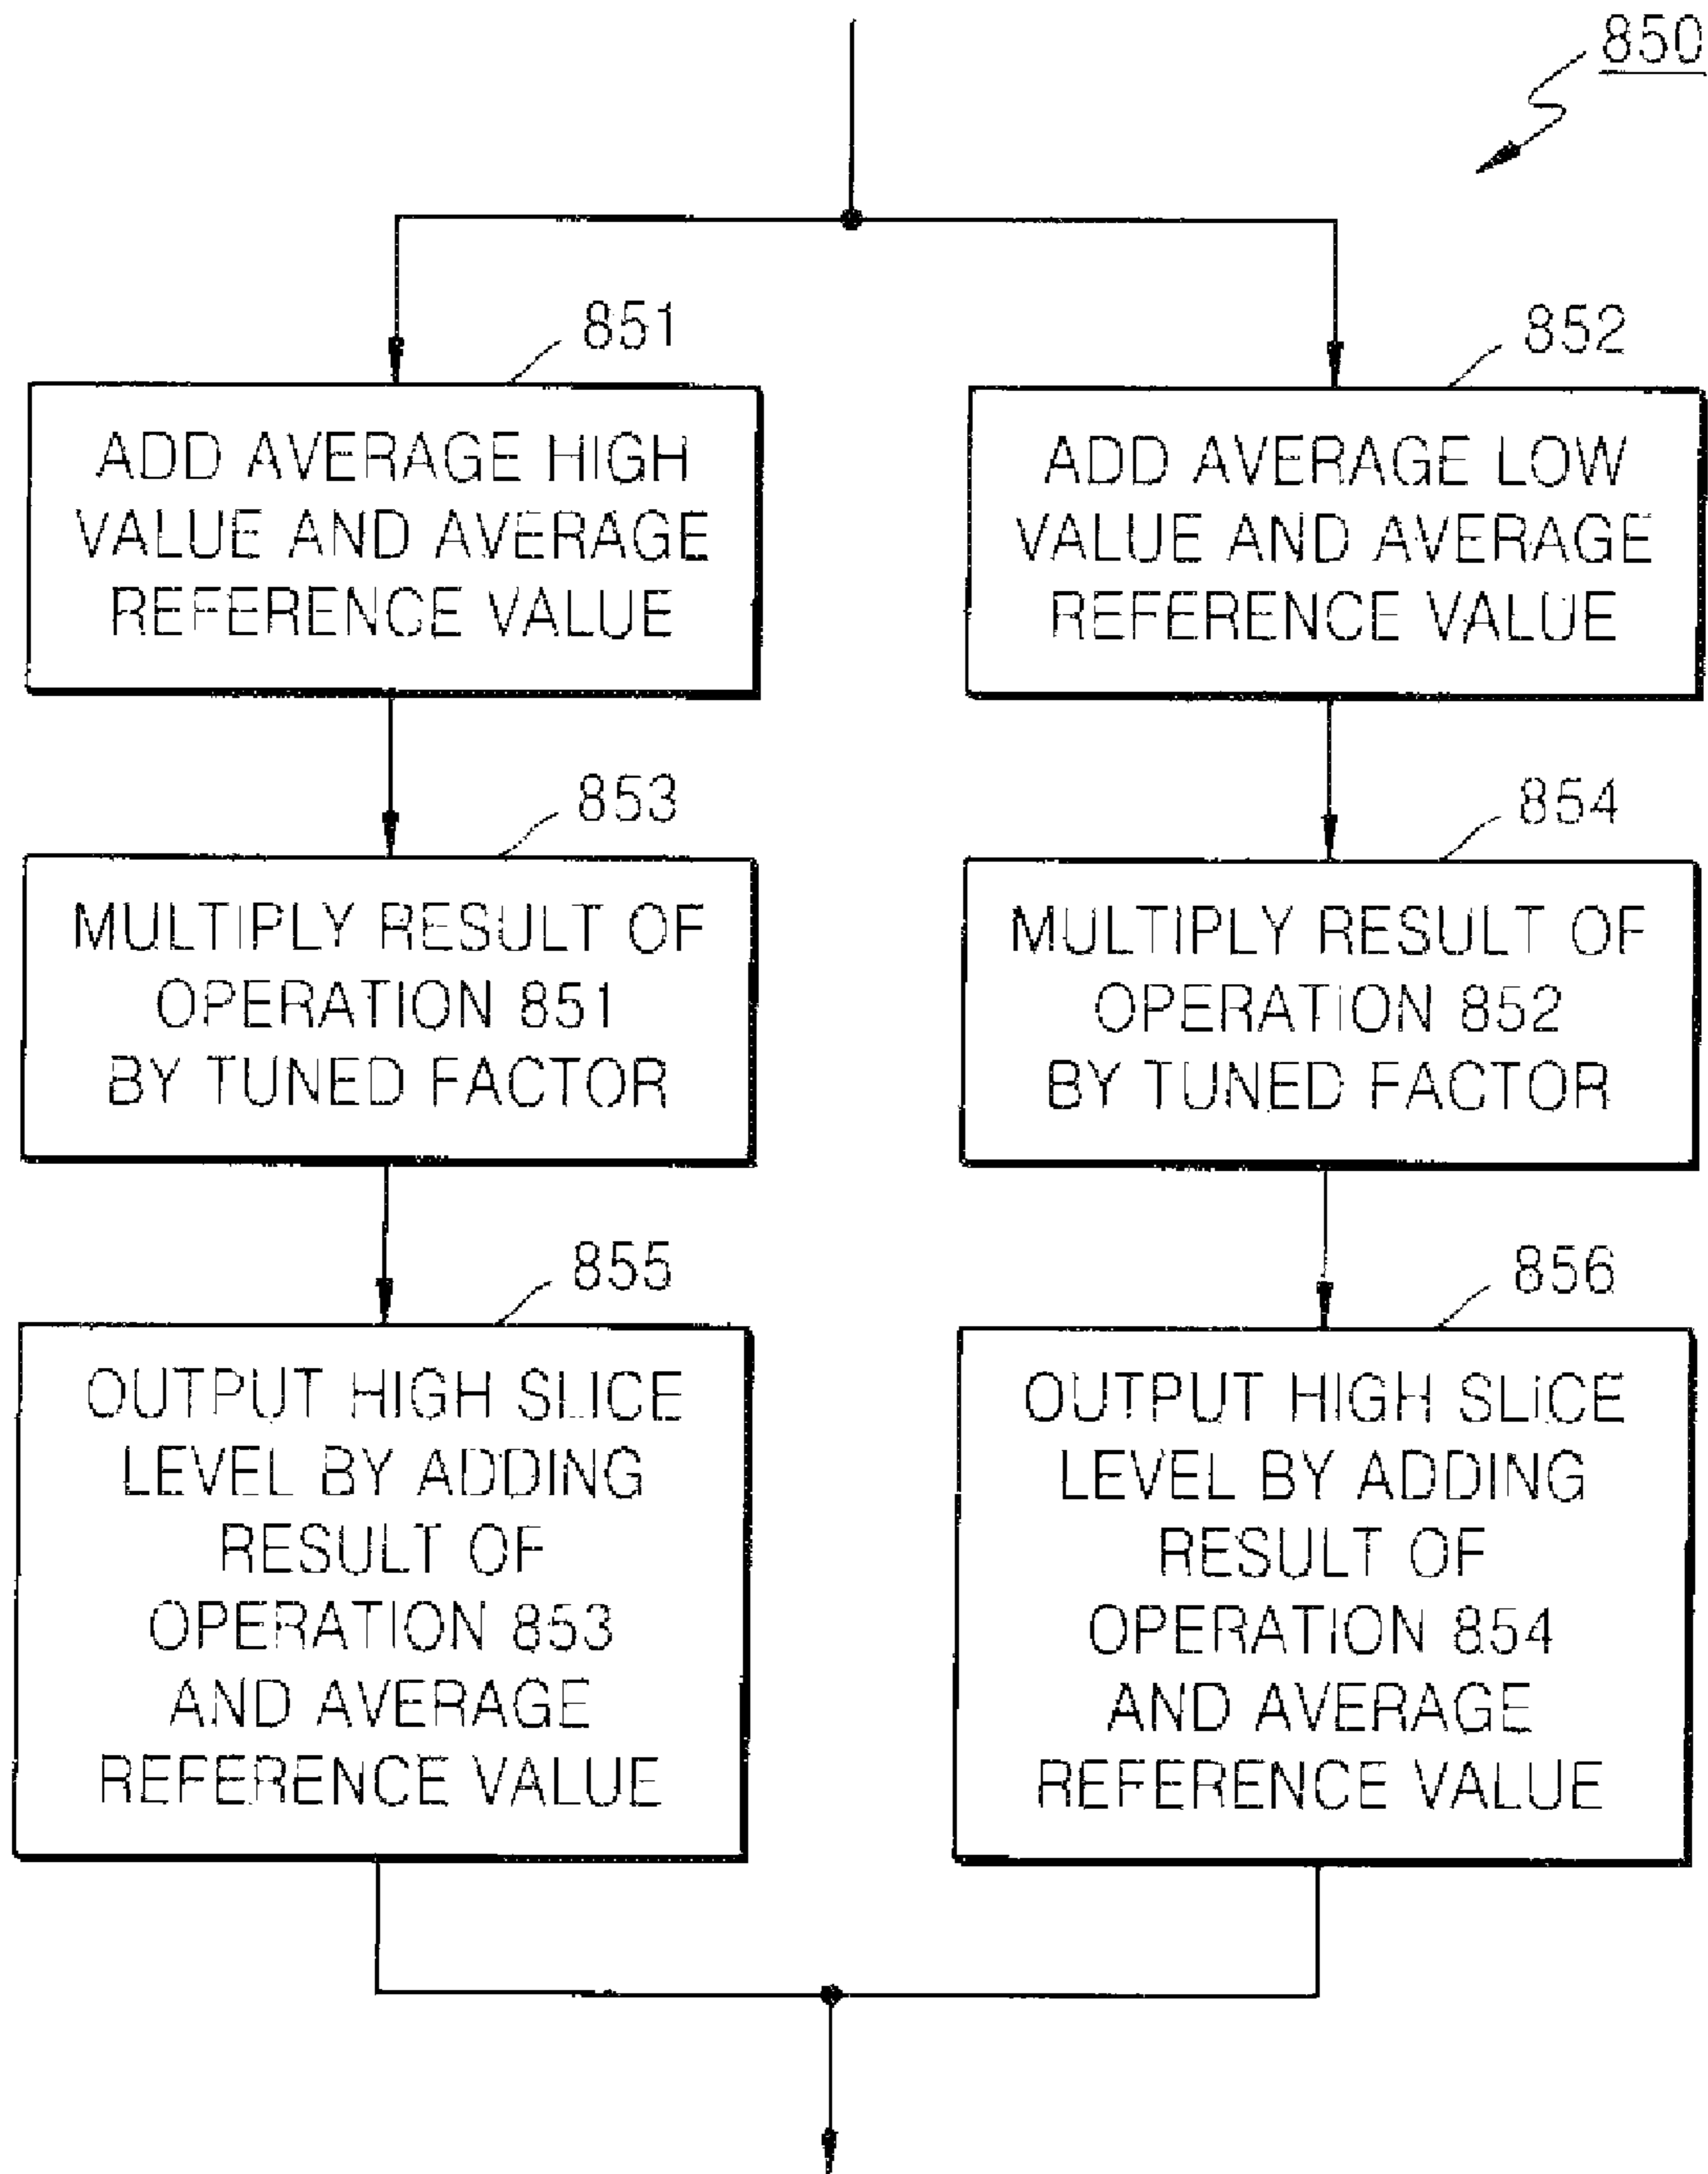 850
851
ADD AVERAGE HIGH
VALUE AND AVERAGE
REFERENCE VALUE
852
ADD AVERAGE LOW
VALUE AND AVERAGE
REFERENCE VALUE
853
MULTIPLY RESULT OF
OPERATION 851
BY TUNED FACTOR
854
MULTIPLY RESULT OF
OPERATION 852
BY TUNED FACTOR
855
OUTPUT HIGH SLICE
LEVEL BY ADDING
RESULT OF
OPERATION 853
AND AVERAGE
REFERENCE VALUE
856
OUTPUT HIGH SLICE
LEVEL BY ADDING
RESULT OF
OPERATION 854
AND AVERAGE
REFERENCE VALUE